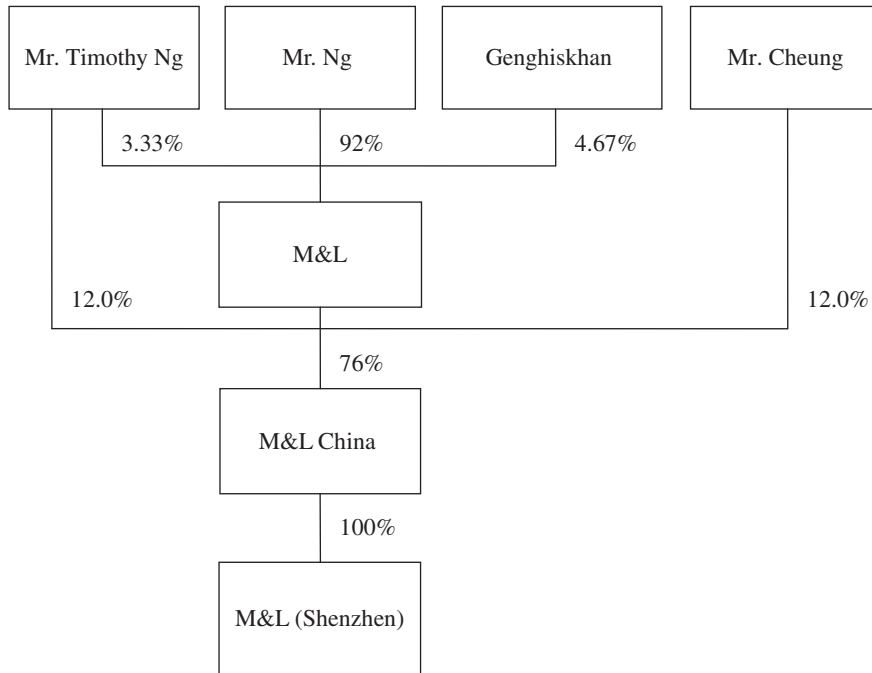 Mr. Timothy Ng
Mr. Ng
Genghiskhan
Mr. Cheung
3.33%
92%
4.67%
M&L
12.0%
12.0%
76%
M&L China
100%
M&L (Shenzhen)